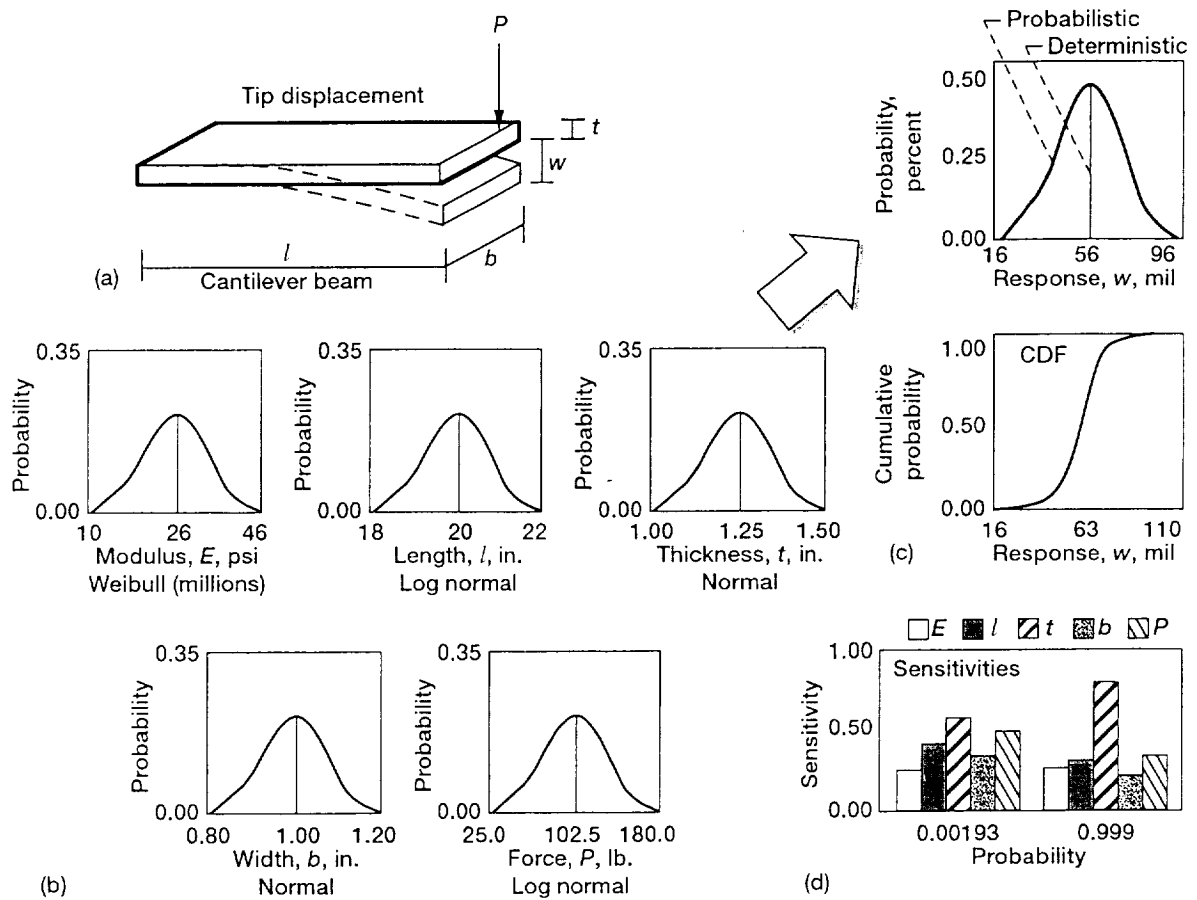 P
Tip displacement
t
w
l
b
(a)
Cantilever beam
Probabilistic
Deterministic
Probability,
percent
0.50
0.25
0.00
16
56
96
Response, w, mil
0.35
Probability
0.00
10
26
46
Modulus, E, psi
Weibull (millions)
0.35
Probability
0.00
18
20
22
Length, l, in.
Log normal
0.35
Probability
0.00
1.00
1.25
1.50
Thickness, t, in.
Normal
Cumulative
probability
1.00
0.50
0.00
CDF
16
63
110
(c)
Response, w, mil
0.35
Probability
0.00
0.80
1.00
1.20
Width, b, in.
Normal
(b)
0.35
Probability
0.00
25.0
102.5
180.0
Force, P, lb.
Log normal
E l t b P
1.00
Sensitivities
Sensitivity
0.50
0.00
0.00193
0.999
Probability
(d)